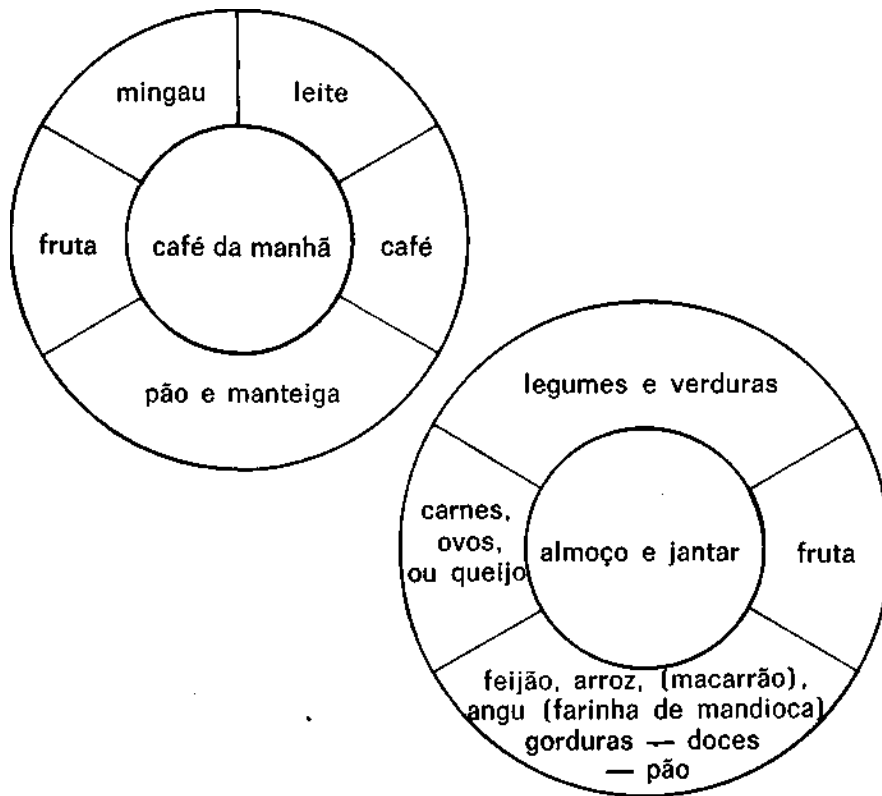 mingau
leite
fruta
café da manhã
café
pão e manteiga
legumes e verduras
carnes,
ovos,
ou queijo
almoço e jantar
fruta
feijão, arroz, (macarrão),
angu (farinha de mandioca)
gorduras — doces
— pão